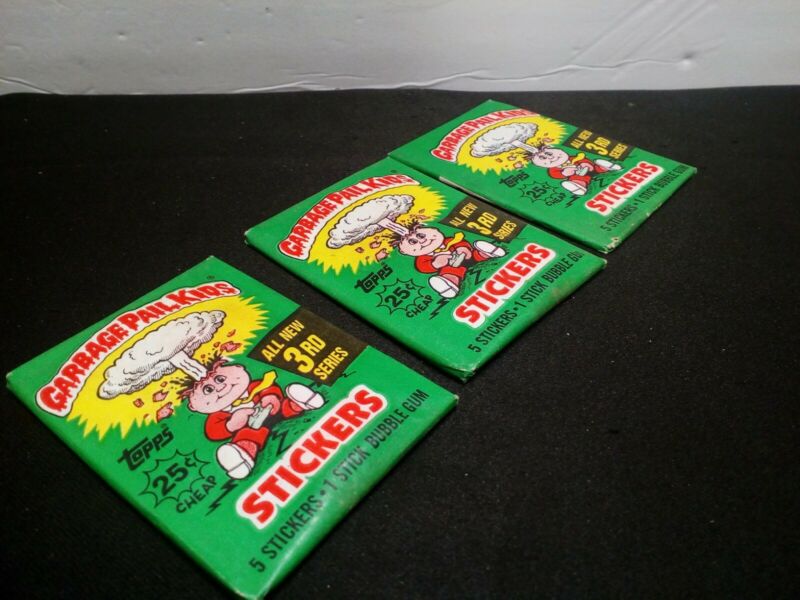 GARBAGE PAIL KIDS
ALL NEW
3RD
SERIES
topps
25¢
CHEAP
STICKERS
5 STICKERS • 1 STICK BUBBLE GUM
GARBAGE PAIL KIDS
ALL NEW
3RD
SERIES
topps
25¢
CHEAP
STICKERS
5 STICKERS • 1 STICK BUBBLE GU
GARBAGE PAIL KIDS
ALL NEW
3RD
SERIES
topps
25¢
CHEAP
STICKERS
5 STICKERS • 1 STICK BUBBLE GUM